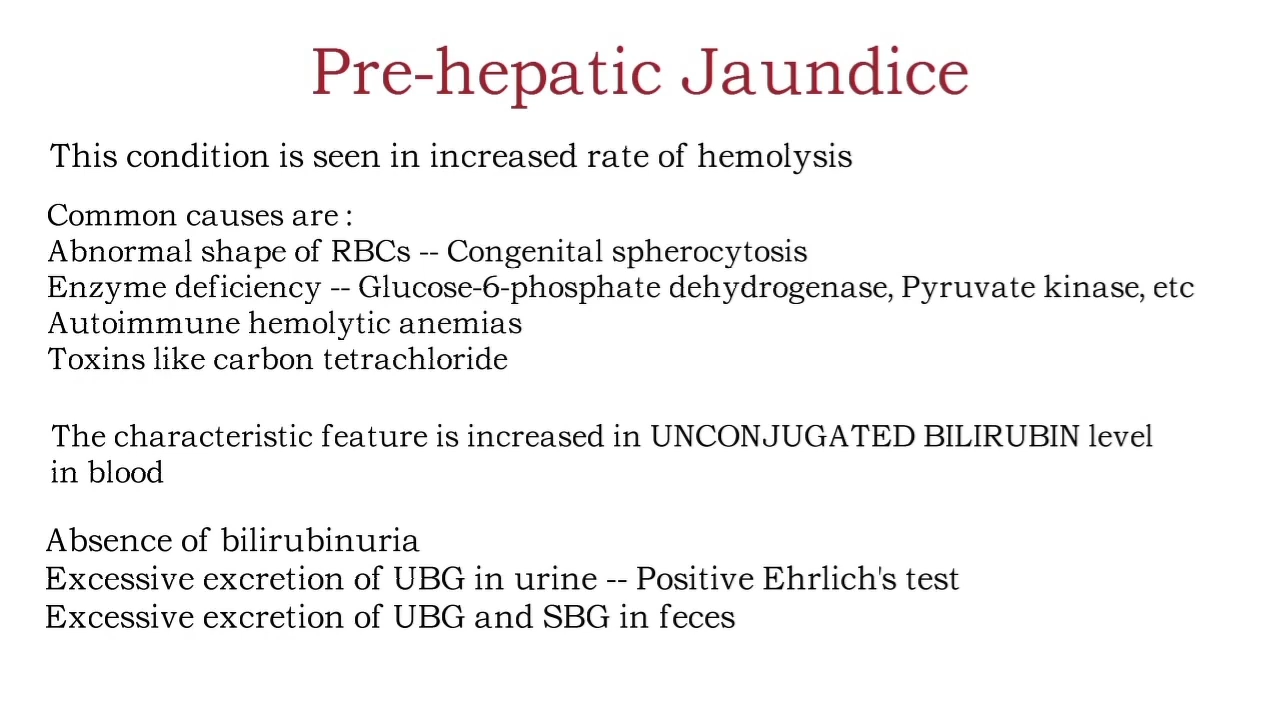 Pre-hepatic Jaundice
This condition is seen in increased rate of hemolysis
Common causes are :
Abnormal shape of RBCs -- Congenital spherocytosis
Enzyme deficiency -- Glucose-6-phosphate dehydrogenase, Pyruvate kinase, etc
Autoimmune hemolytic anemias
Toxins like carbon tetrachloride
The characteristic feature is increased in UNCONJUGATED BILIRUBIN level
in blood
Absence of bilirubinuria
Excessive excretion of UBG in urine -- Positive Ehrlich's test
Excessive excretion of UBG and SBG in feces